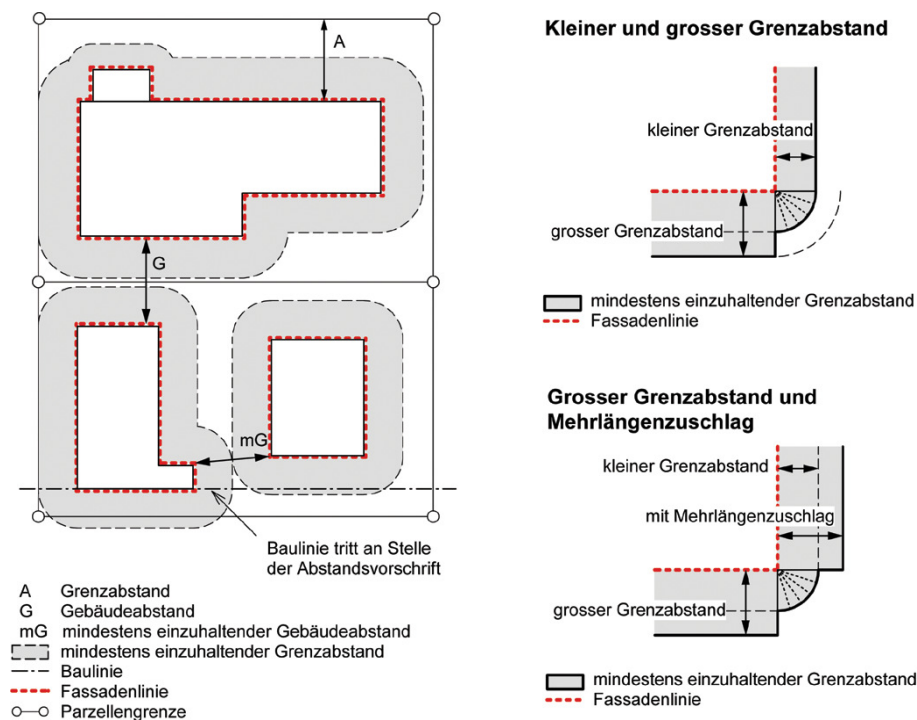 A
G
mG
Baulinie tritt an Stelle
der Abstandsvorschrift
A Grenzabstand
G Gebäudeabstand
mG mindestens einzuhaltender Gebäudeabstand
mindestens einzuhaltender Grenzabstand
Baulinie
Fassadenlinie
Parzellengrenze
Kleiner und grosser Grenzabstand
kleiner Grenzabstand
grosser Grenzabstand
mindestens einzuhaltender Grenzabstand
Fassadenlinie
Grosser Grenzabstand und
Mehrlängenzuschlag
kleiner Grenzabstand
mit Mehrlängenzuschlag
grosser Grenzabstand
mindestens einzuhaltender Grenzabstand
Fassadenlinie